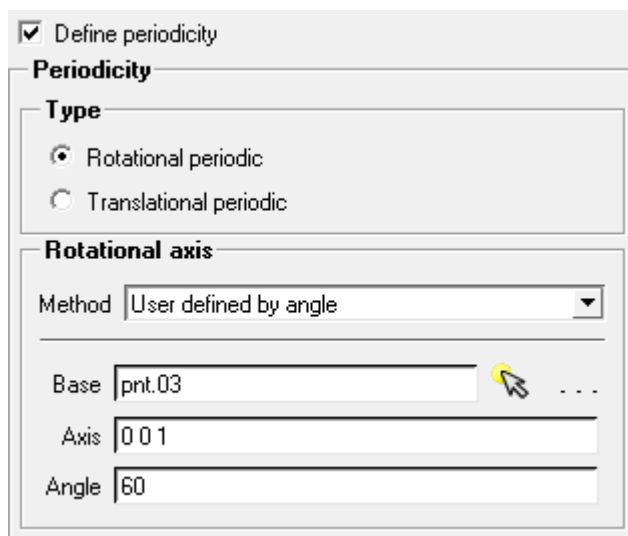 Define periodicity
Periodicity
Type
Rotational periodic
Translational periodic
Rotational axis
Method User defined by angle
Base pnt.03 . . .
Axis 0 0 1
Angle 60